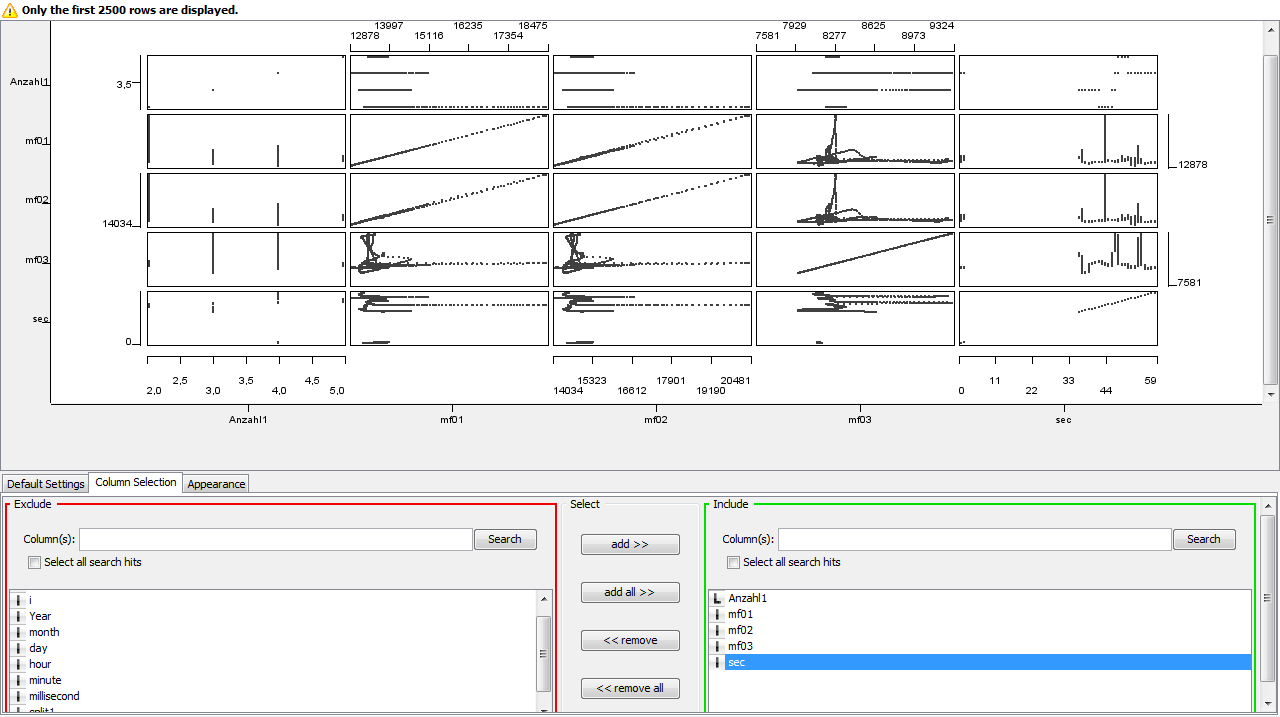 Only the first 2500 rows are displayed.
13997 16235 18475
12878 15116 17354
7929 8625 9324
7581 8277 8973
Anzahl1
3,5
mf01
12878
mf02
14034
mf03
7581
sec
0
2,5 3,5 4,5
2,0 3,0 4,0 5,0
15323 17901 20481
14034 16612 19190
11 33 59
0 22 44
Anzahl1 mf01 mf02 mf03 sec
Default Settings Column Selection Appearance
Exclude Select Include
Column(s): Search
Select all search hits
i
Year
month
day
hour
minute
millisecond
split1
add >>
add all >>
<< remove
<< remove all
Column(s): Search
Select all search hits
Anzahl1
mf01
mf02
mf03
sec